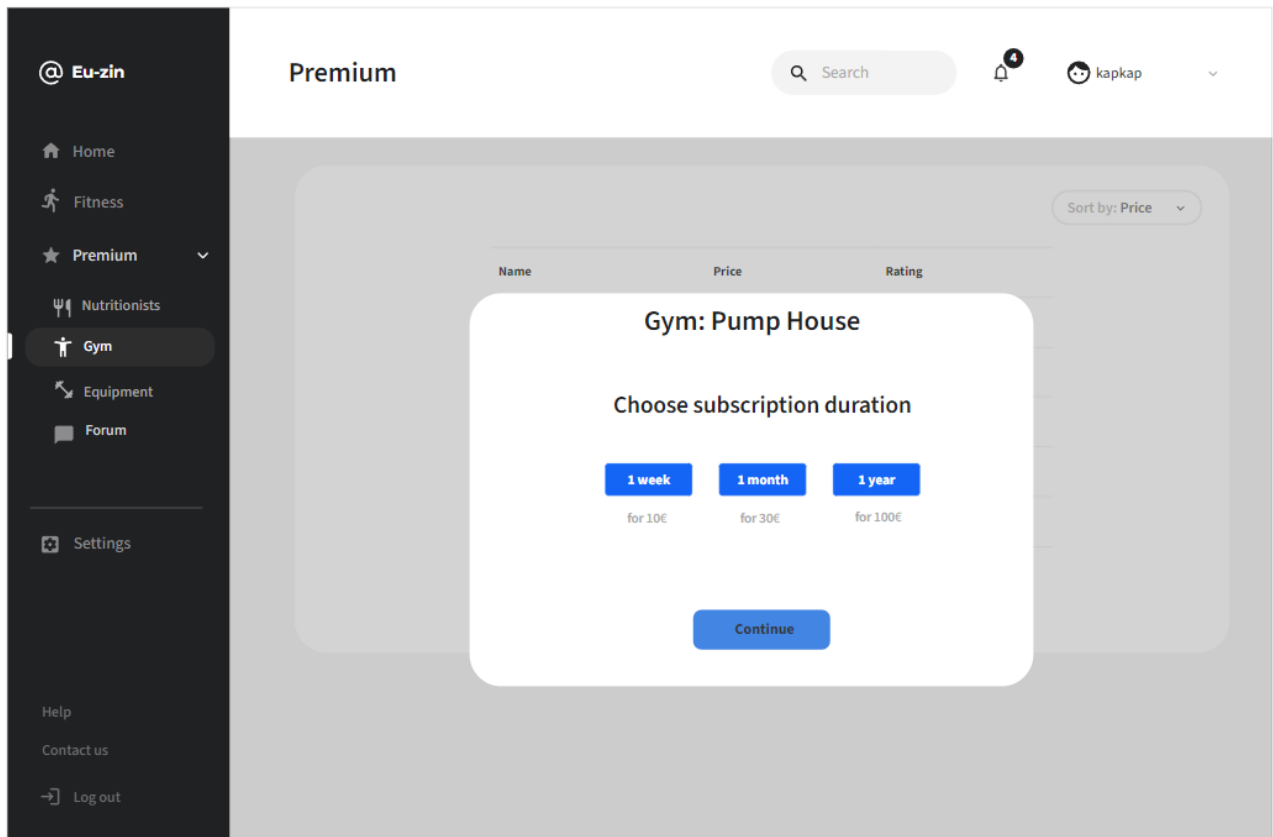 @ Eu-zin
Premium
Search
4
kapkap
Home
Fitness
Premium
Nutritionists
Gym
Equipment
Forum
Settings
Help
Contact us
Log out
Sort by: Price
Name Price Rating
Gym: Pump House
Choose subscription duration
1 week 1 month 1 year
for 10€ for 30€ for 100€
Continue